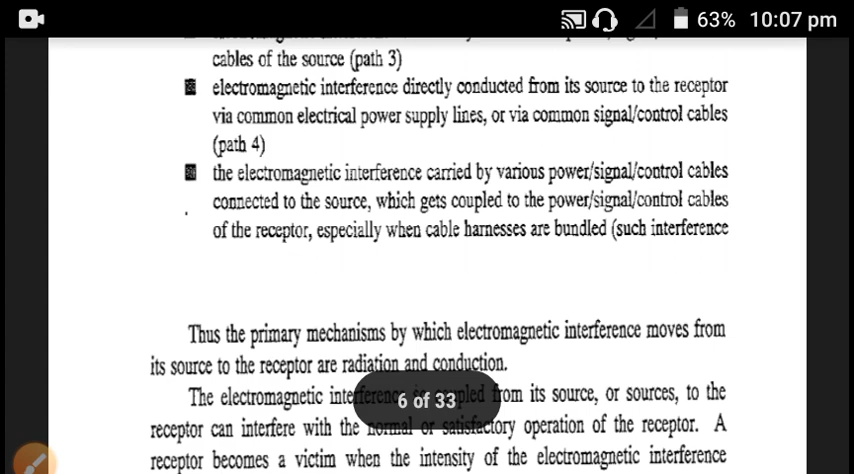 63% 10:07 pm
cables of the source (path 3)
electromagnetic interference directly conducted from its source to the receptor
via common electrical power supply lines, or via common signal/control cables
(path 4)
the electromagnetic interference carried by various power/signal/control cables
connected to the source, which gets coupled to the power/signal/control cables
of the receptor, especially when cable harnesses are bundled (such interference
Thus the primary mechanisms by which electromagnetic interference moves from
its source to the receptor are radiation and conduction.
The electromagnetic interference coupled from its source, or sources, to the
6 of 33
receptor can interfere with the normal or satisfactory operation of the receptor. A
receptor becomes a victim when the intensity of the electromagnetic interference